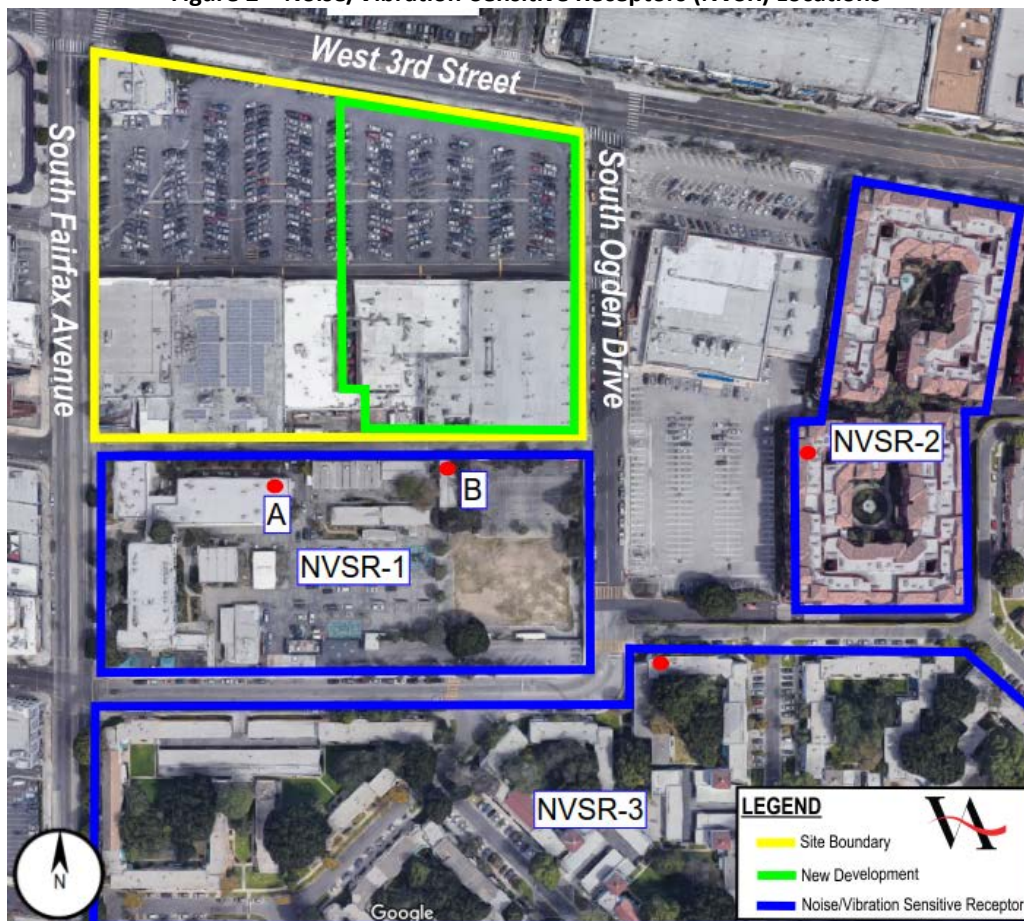 Figure 2 – Noise/Vibration Sensitive Receptors (NVSR) Locations
West 3rd Street
South Fairfax Avenue
South Ogden Drive
NVSR-2
A
B
NVSR-1
NVSR-3
LEGEND
VA
Site Boundary
New Development
Noise/Vibration Sensitive Receptor
N
Google